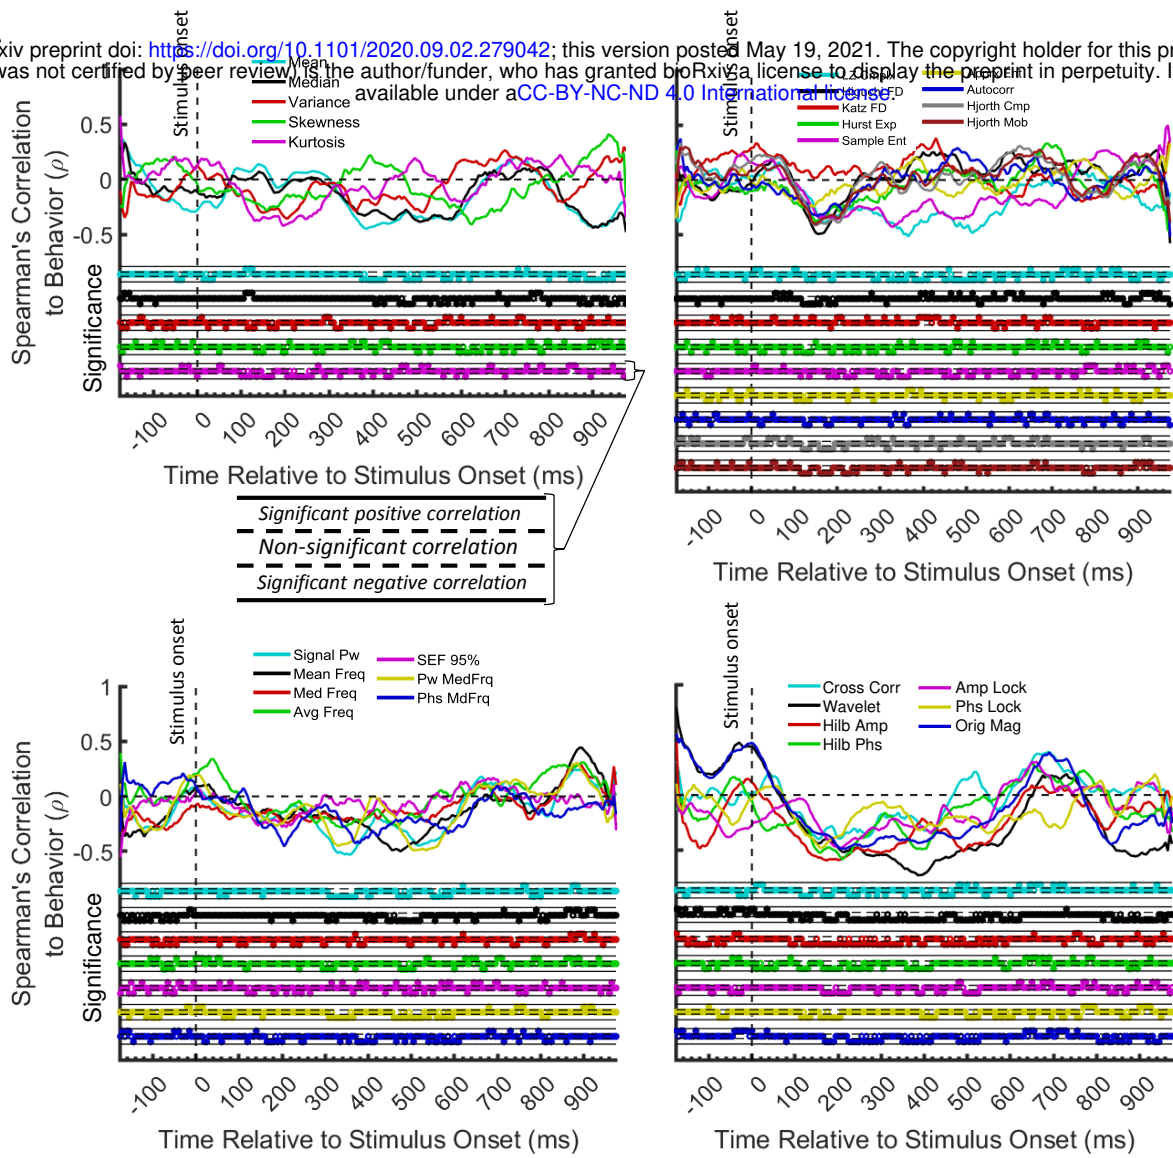 xiv preprint doi: https://doi.org/10.1101/2020.09.02.279042; this version posted May 19, 2021. The copyright holder for this pr
was not certified by peer review) is the author/funder, who has granted bioRxiv a license to display the preprint in perpetuity. I
available under aCC-BY-NC-ND 4.0 International license.
Stimulus onset
Mean
Median
Variance
Skewness
Kurtosis
1
0.5
0
-0.5
Spearman's Correlation
to Behavior (ρ)
Significance
-100 0 100 200 300 400 500 600 700 800 900
Time Relative to Stimulus Onset (ms)
Stimulus onset
LZ Cmplx
Higuchi FD
Katz FD
Hurst Exp
Sample Ent
Autocorr
Hjorth Cmp
Hjorth Mob
-100 0 100 200 300 400 500 600 700 800 900
Time Relative to Stimulus Onset (ms)
Significant positive correlation
Non-significant correlation
Significant negative correlation
Stimulus onset
Signal Pw
Mean Freq
Med Freq
Avg Freq
SEF 95%
Pw MedFrq
Phs MdFrq
1
0.5
0
-0.5
Spearman's Correlation
to Behavior (ρ)
Significance
-100 0 100 200 300 400 500 600 700 800 900
Time Relative to Stimulus Onset (ms)
Stimulus onset
Cross Corr
Wavelet
Hilb Amp
Hilb Phs
Amp Lock
Phs Lock
Orig Mag
-100 0 100 200 300 400 500 600 700 800 900
Time Relative to Stimulus Onset (ms)